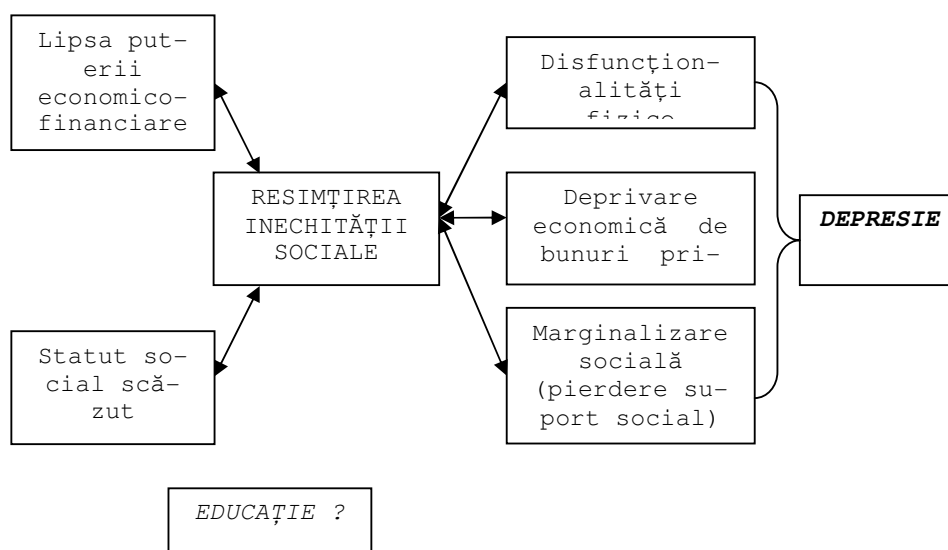 Lipsa put-
erii
economico-
financiare
Disfuncțion-
alități
fizice
RESIMȚIREA
INECHITĂȚII
SOCIALE
Deprivare
economică de
bunuri pri-
DEPRESIE
Statut so-
cial scă-
zut
Marginalizare
socială
(pierdere su-
port social)
EDUCAȚIE ?